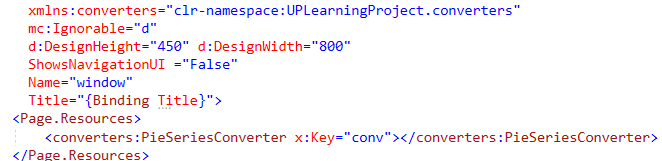 xmlns:converters="clr-namespace:UPLearningProject.converters"
mc:Ignorable="d"
d:DesignHeight="450" d:DesignWidth="800"
ShowsNavigationUI ="False"
Name="window"
Title="{Binding Title}">
<Page.Resources>
<converters:PieSeriesConverter x:Key="conv"></converters:PieSeriesConverter>
</Page.Resources>